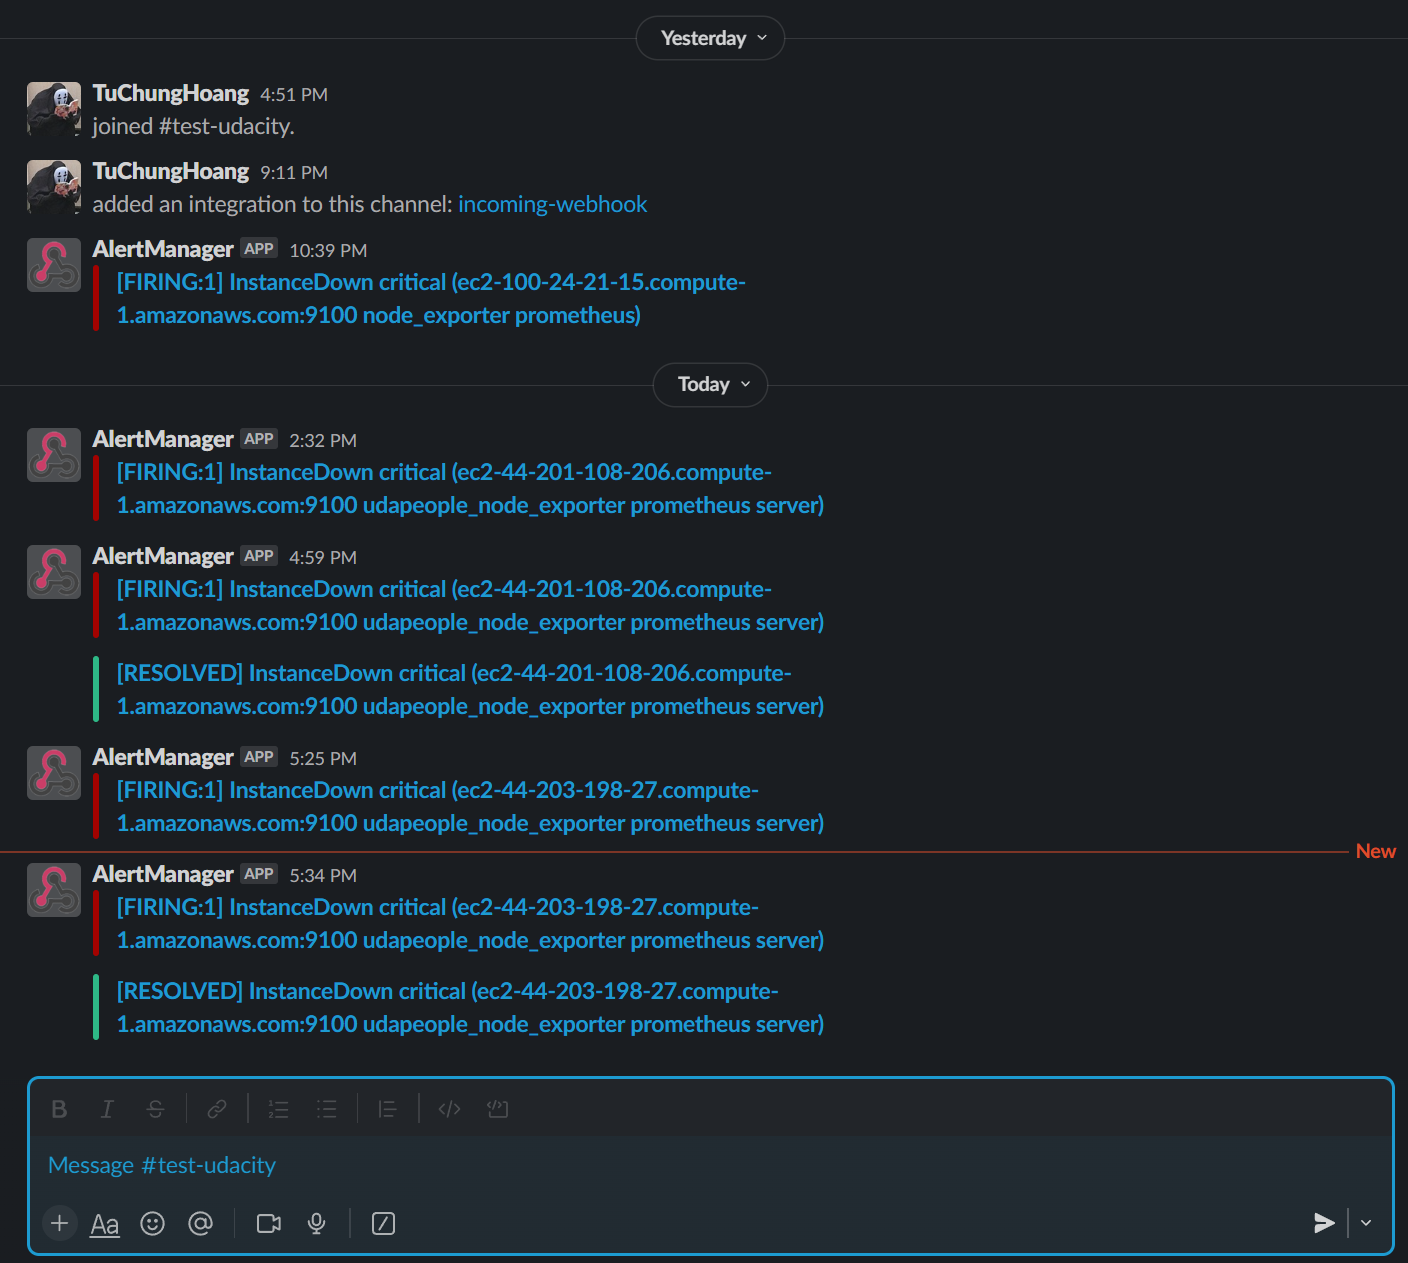 Yesterday
TuChungHoang 4:51 PM
joined #test-udacity.
TuChungHoang 9:11 PM
added an integration to this channel: incoming-webhook
AlertManager APP 10:39 PM
[FIRING:1] InstanceDown critical (ec2-100-24-21-15.compute-
1.amazonaws.com:9100 node_exporter prometheus)
Today
AlertManager APP 2:32 PM
[FIRING:1] InstanceDown critical (ec2-44-201-108-206.compute-
1.amazonaws.com:9100 udapeople_node_exporter prometheus server)
AlertManager APP 4:59 PM
[FIRING:1] InstanceDown critical (ec2-44-201-108-206.compute-
1.amazonaws.com:9100 udapeople_node_exporter prometheus server)
[RESOLVED] InstanceDown critical (ec2-44-201-108-206.compute-
1.amazonaws.com:9100 udapeople_node_exporter prometheus server)
AlertManager APP 5:25 PM
[FIRING:1] InstanceDown critical (ec2-44-203-198-27.compute-
1.amazonaws.com:9100 udapeople_node_exporter prometheus server)
New
AlertManager APP 5:34 PM
[FIRING:1] InstanceDown critical (ec2-44-203-198-27.compute-
1.amazonaws.com:9100 udapeople_node_exporter prometheus server)
[RESOLVED] InstanceDown critical (ec2-44-203-198-27.compute-
1.amazonaws.com:9100 udapeople_node_exporter prometheus server)
Message #test-udacity